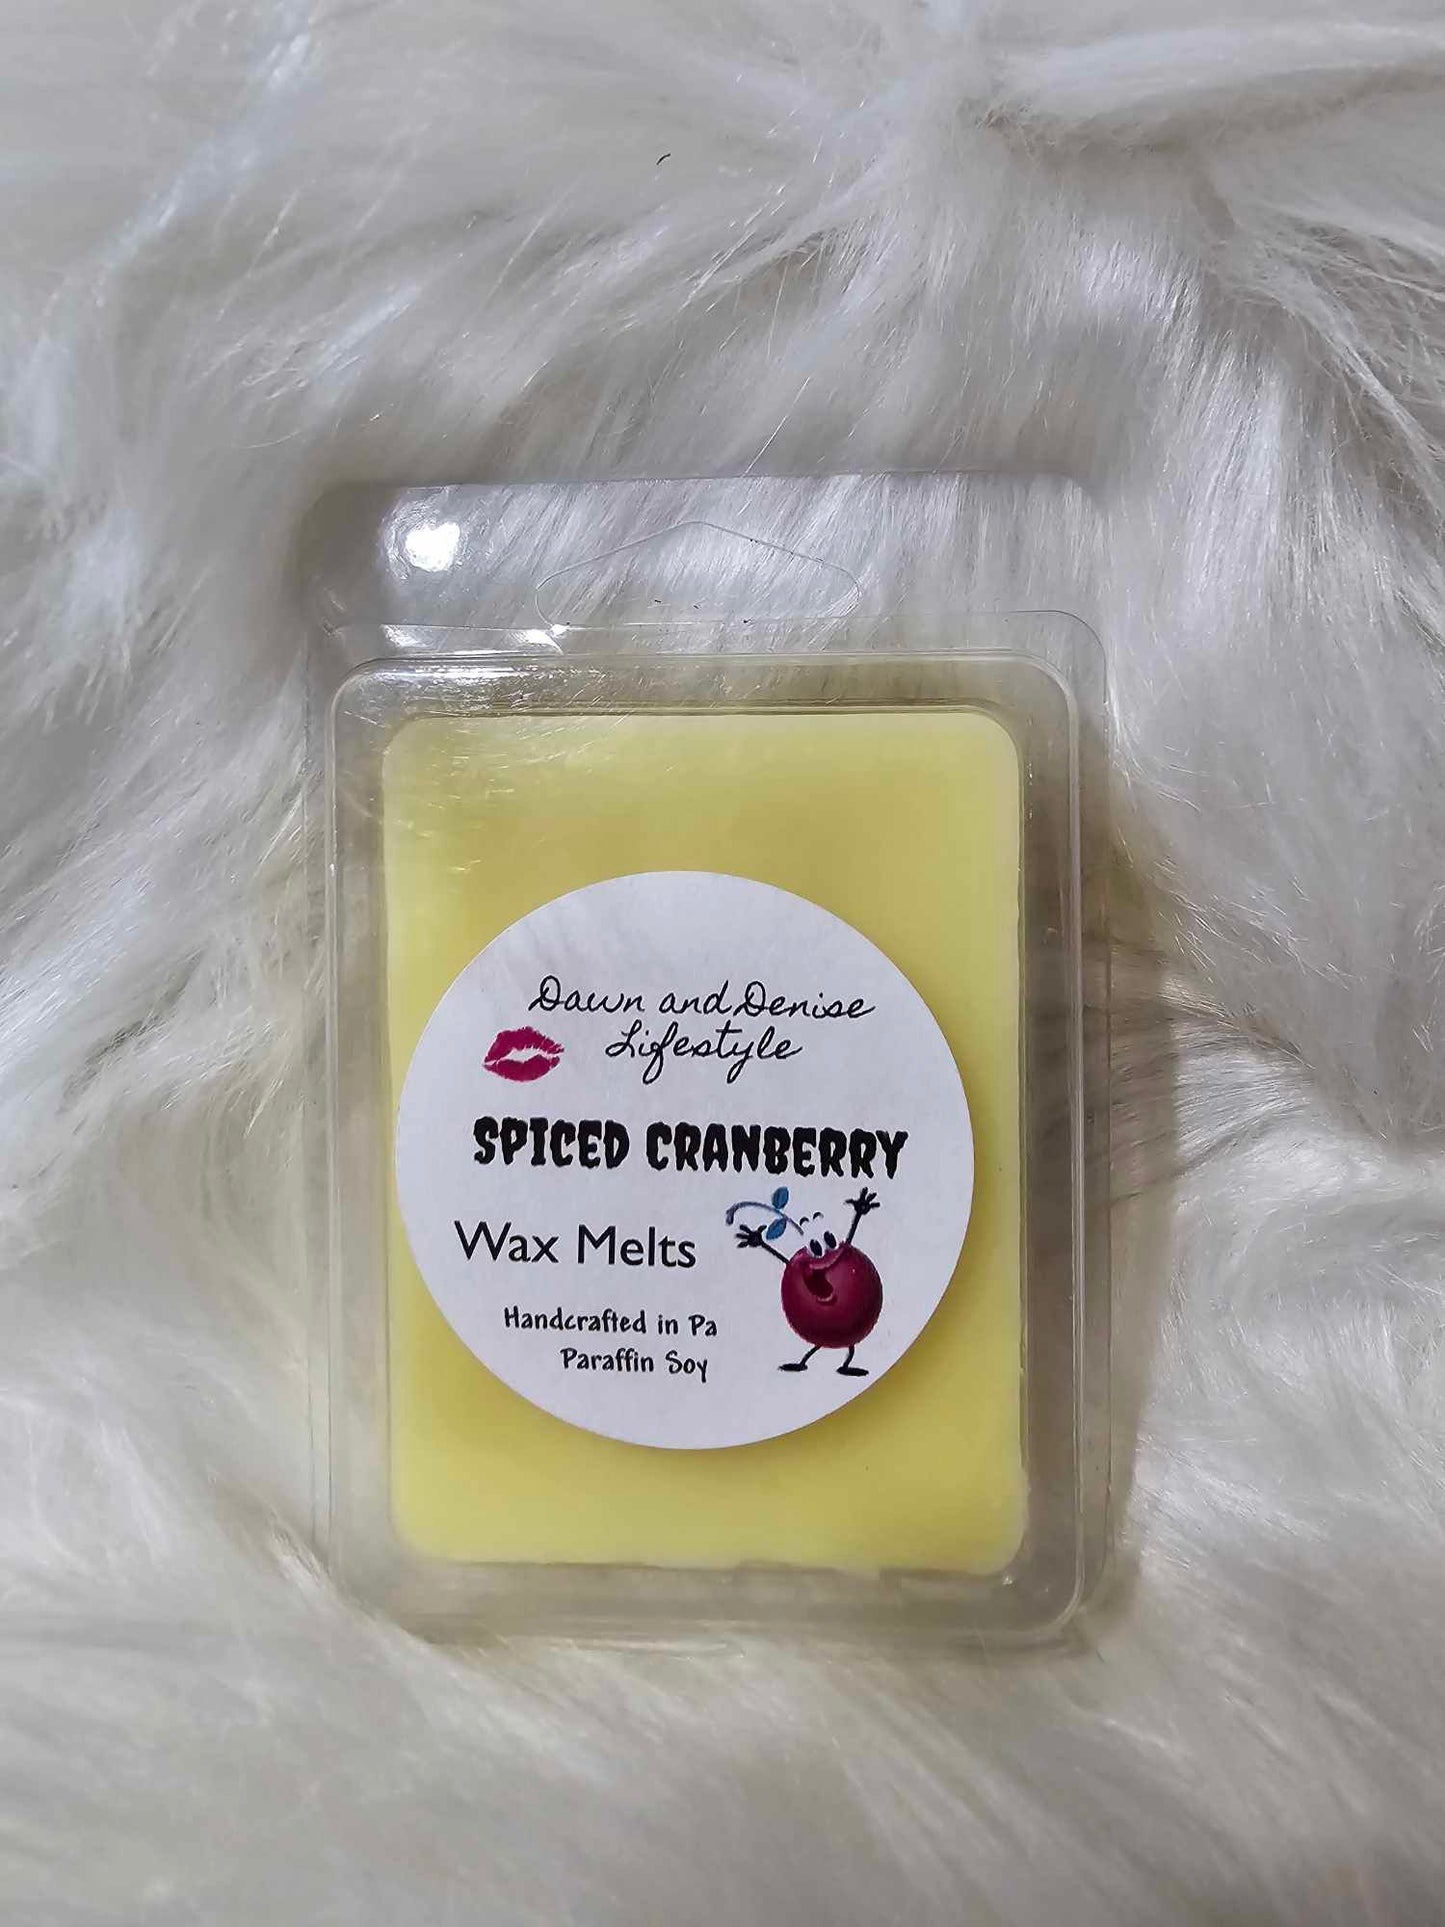 Dawn and Denise
Lifestyle
SPICED CRANBERRY
Wax Melts
Handcrafted in Pa
Paraffin Soy